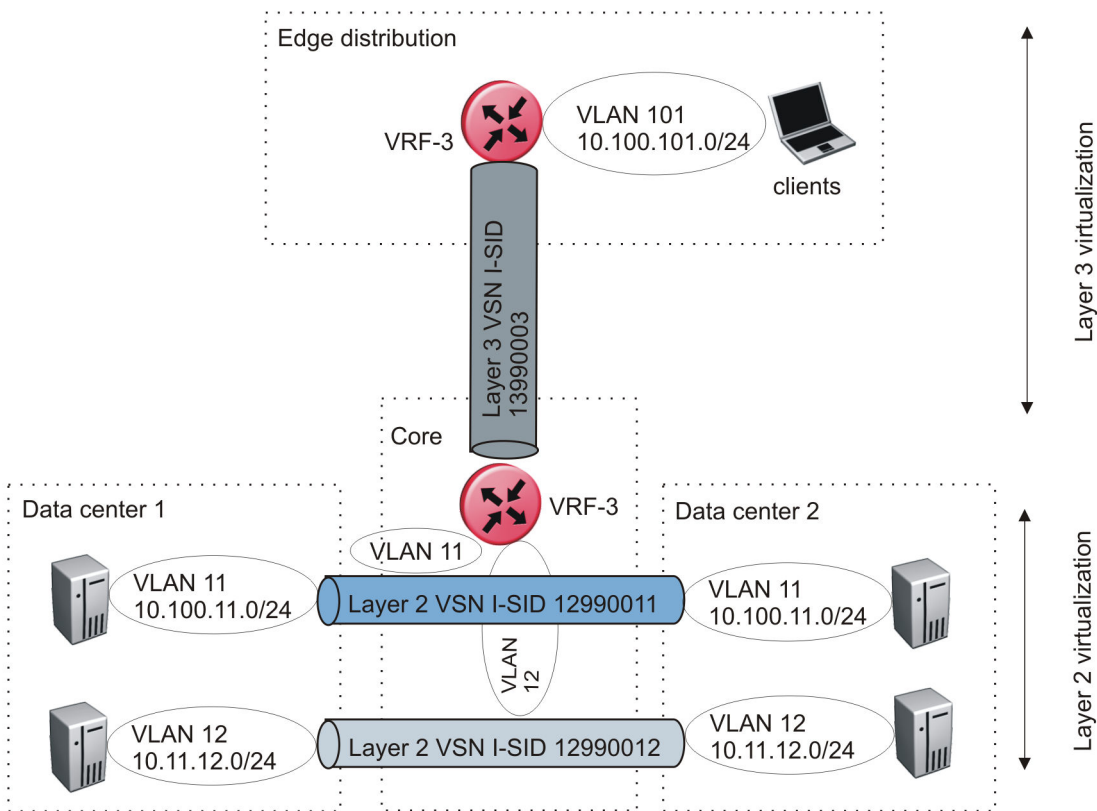 Edge distribution
VRF-3
VLAN 101
10.100.101.0/24
clients
Layer 3 virtualization
Layer 3 VSN I-SID
13990003
Core
VRF-3
Data center 1
Data center 2
VLAN 11
VLAN 11
10.100.11.0/24
Layer 2 VSN I-SID 12990011
VLAN 11
10.100.11.0/24
VLAN
12
VLAN 12
10.11.12.0/24
Layer 2 VSN I-SID 12990012
VLAN 12
10.11.12.0/24
Layer 2 virtualization